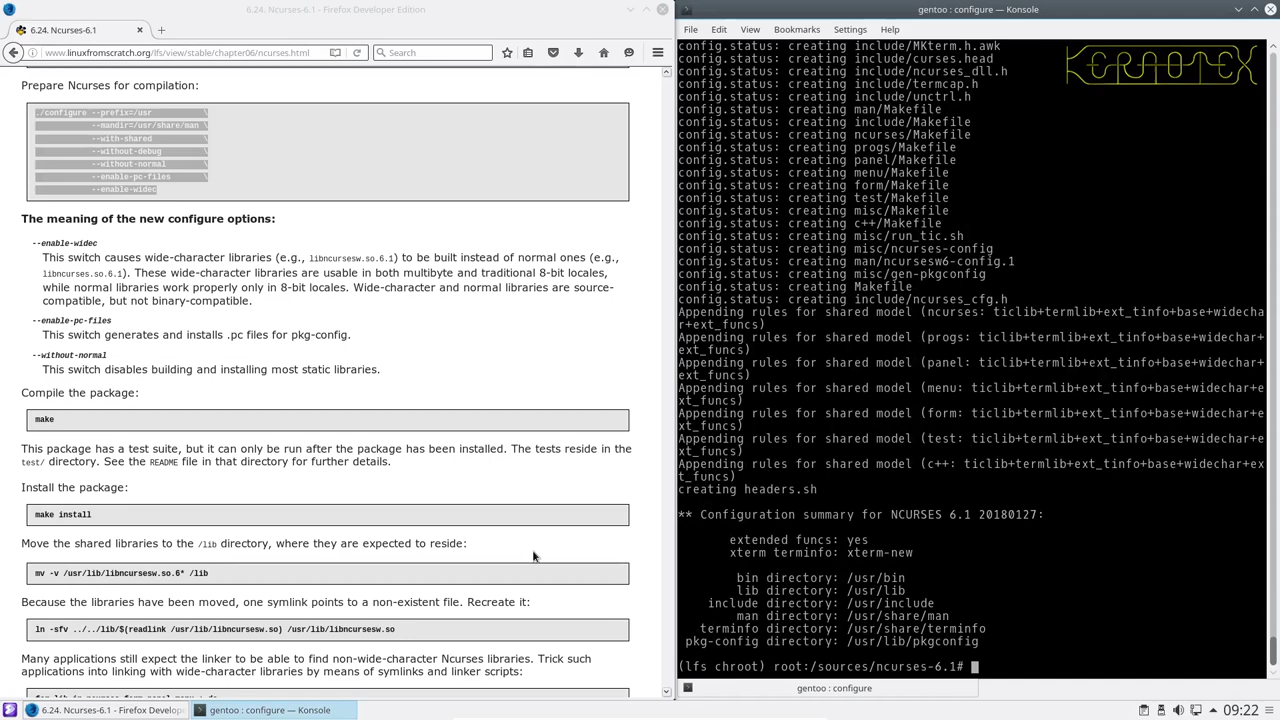 6.24. Ncurses-6.1 - Firefox Developer Edition
6.24. Ncurses-6.1
www.linuxfromscratch.org/lfs/view/stable/chapter06/ncurses.html
Search
Prepare Ncurses for compilation:
./configure --prefix=/usr \
--mandir=/usr/share/man \
--with-shared \
--without-debug \
--without-normal \
--enable-pc-files \
--enable-widec
The meaning of the new configure options:
--enable-widec
This switch causes wide-character libraries (e.g., libncursesw.so.6.1) to be built instead of normal ones (e.g.,
libncurses.so.6.1). These wide-character libraries are usable in both multibyte and traditional 8-bit locales,
while normal libraries work properly only in 8-bit locales. Wide-character and normal libraries are source-
compatible, but not binary-compatible.
--enable-pc-files
This switch generates and installs .pc files for pkg-config.
--without-normal
This switch disables building and installing most static libraries.
Compile the package:
make
This package has a test suite, but it can only be run after the package has been installed. The tests reside in the
test/ directory. See the README file in that directory for further details.
Install the package:
make install
Move the shared libraries to the /lib directory, where they are expected to reside:
mv -v /usr/lib/libncursesw.so.6* /lib
Because the libraries have been moved, one symlink points to a non-existent file. Recreate it:
ln -sfv ../../lib/$(readlink /usr/lib/libncursesw.so) /usr/lib/libncursesw.so
Many applications still expect the linker to be able to find non-wide-character Ncurses libraries. Trick such
applications into linking with wide-character libraries by means of symlinks and linker scripts:
for lib in ncurses form panel menu ; do
gentoo : configure — Konsole
File Edit View Bookmarks Settings Help
KERAOTEX
config.status: creating include/MKterm.h.awk
config.status: creating include/curses.head
config.status: creating include/ncurses_dll.h
config.status: creating include/termcap.h
config.status: creating include/unctrl.h
config.status: creating man/Makefile
config.status: creating include/Makefile
config.status: creating ncurses/Makefile
config.status: creating progs/Makefile
config.status: creating panel/Makefile
config.status: creating menu/Makefile
config.status: creating form/Makefile
config.status: creating test/Makefile
config.status: creating misc/Makefile
config.status: creating c++/Makefile
config.status: creating misc/run_tic.sh
config.status: creating misc/ncurses-config
config.status: creating man/ncursesw6-config.1
config.status: creating misc/gen-pkgconfig
config.status: creating Makefile
config.status: creating include/ncurses_cfg.h
Appending rules for shared model (ncurses: ticlib+termlib+ext_tinfo+base+widecha
r+ext_funcs)
Appending rules for shared model (progs: ticlib+termlib+ext_tinfo+base+widechar+
ext_funcs)
Appending rules for shared model (panel: ticlib+termlib+ext_tinfo+base+widechar+
ext_funcs)
Appending rules for shared model (menu: ticlib+termlib+ext_tinfo+base+widechar+e
xt_funcs)
Appending rules for shared model (form: ticlib+termlib+ext_tinfo+base+widechar+e
xt_funcs)
Appending rules for shared model (test: ticlib+termlib+ext_tinfo+base+widechar+e
xt_funcs)
Appending rules for shared model (c++: ticlib+termlib+ext_tinfo+base+widechar+ex
t_funcs)
creating headers.sh
** Configuration summary for NCURSES 6.1 20180127:
extended funcs: yes
xterm terminfo: xterm-new
bin directory: /usr/bin
lib directory: /usr/lib
include directory: /usr/include
man directory: /usr/share/man
terminfo directory: /usr/share/terminfo
pkg-config directory: /usr/lib/pkgconfig
(lfs chroot) root:/sources/ncurses-6.1#
gentoo : configure
6.24. Ncurses-6.1 - Firefox Develope
gentoo : configure — Konsole
09:22